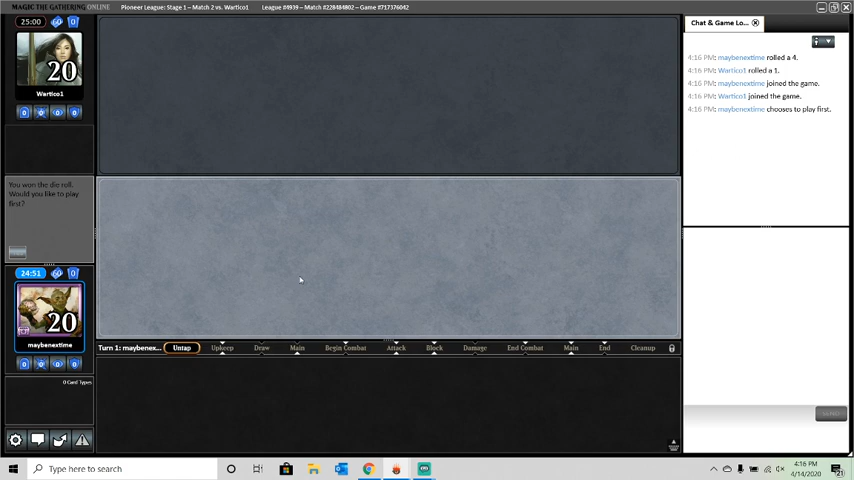 MAGIC THE GATHERING ONLINE
Pioneer League: Stage 1 - Match 2 vs. Wartico1
League #4939 - Match #228484802 - Game #717376042
25:00
60
0
20
Wartico1
0
0
0
0
You won the die roll.
Would you like to play
first?
24:51
60
0
20
maybenextime
0
0
0
0
0 Card Types
Turn 1: maybenex...
Untap
Upkeep
Draw
Main
Begin Combat
Attack
Block
Damage
End Combat
Main
End
Cleanup
Chat & Game Lo...
4:16 PM: maybenextime rolled a 4.
4:16 PM: Wartico1 rolled a 1.
4:16 PM: maybenextime joined the game.
4:16 PM: Wartico1 joined the game.
4:16 PM: maybenextime chooses to play first.
SEND
Type here to search
4:16 PM
4/14/2020
21